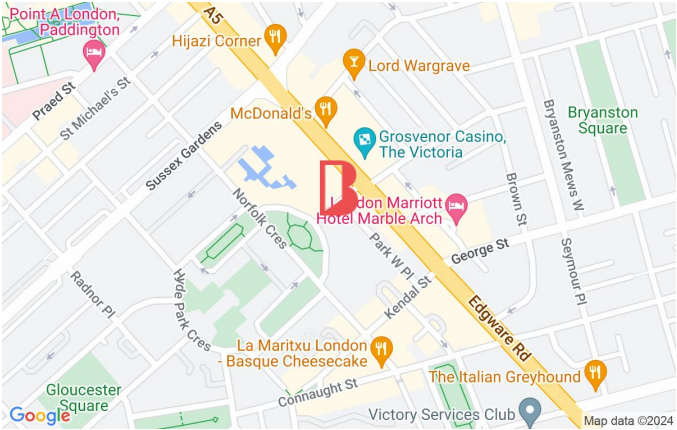 Point A London,
Paddington
A5
Hijazi Corner
Lord Wargrave
Praed St
St Michael's St
McDonald's
Bryanston
Square
Sussex Gardens
Grosvenor Casino,
The Victoria
Bryanston Mews W
B
Norfolk Cres
London Marriott
Hotel Marble Arch
Brown St
Park W Pl
George St
Seymour Pl
Radnor Pl
Hyde Park Cres
Kendal St
Edgware Rd
La Maritxu London
- Basque Cheesecake
The Italian Greyhound
Gloucester
Square
Connaught St
Victory Services Club
Google
Map data ©2024